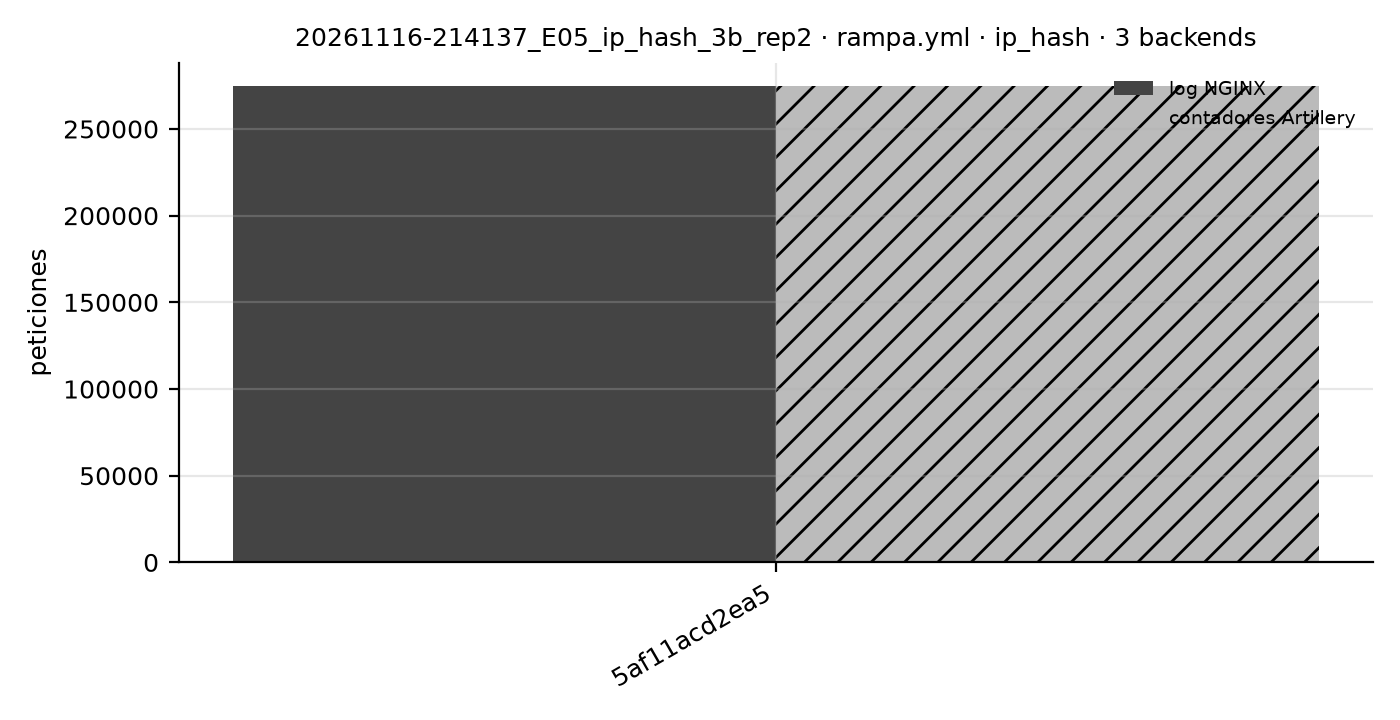 20261116-214137_E05_ip_hash_3b_rep2 · rampa.yml · ip_hash · 3 backends
log NGINX
contadores Artillery
250000
200000
150000
100000
50000
0
peticiones
5af11acd2ea5